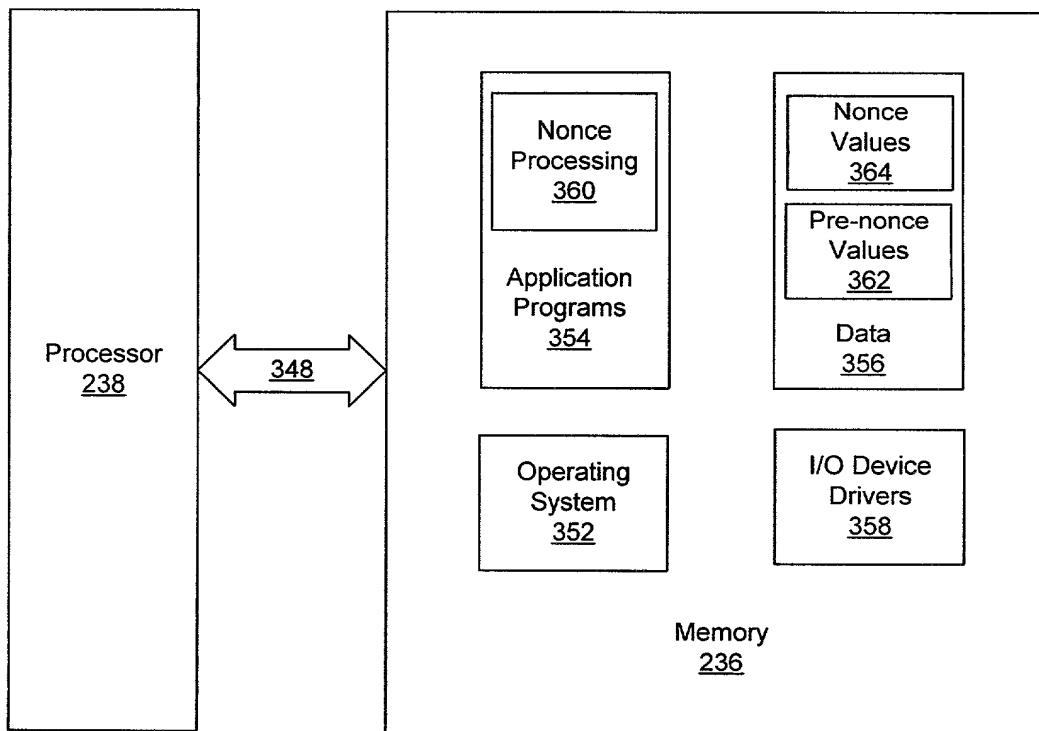 Processor
238
348
Nonce
Processing
360
Application
Programs
354
Nonce
Values
364
Pre-nonce
Values
362
Data
356
Operating
System
352
I/O Device
Drivers
358
Memory
236